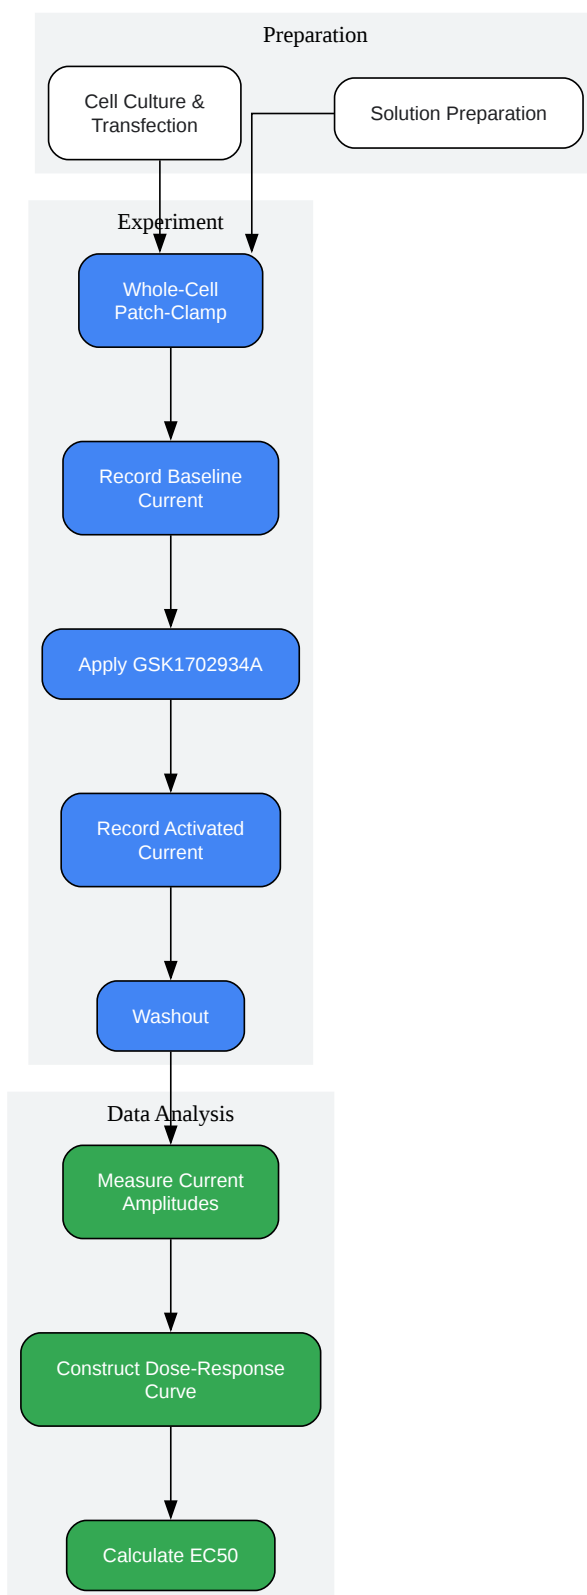 Preparation
Cell Culture &
Transfection
Solution Preparation
Experiment
Whole-Cell
Patch-Clamp
Record Baseline
Current
Apply GSK1702934A
Record Activated
Current
Washout
Data Analysis
Measure Current
Amplitudes
Construct Dose-Response
Curve
Calculate EC50